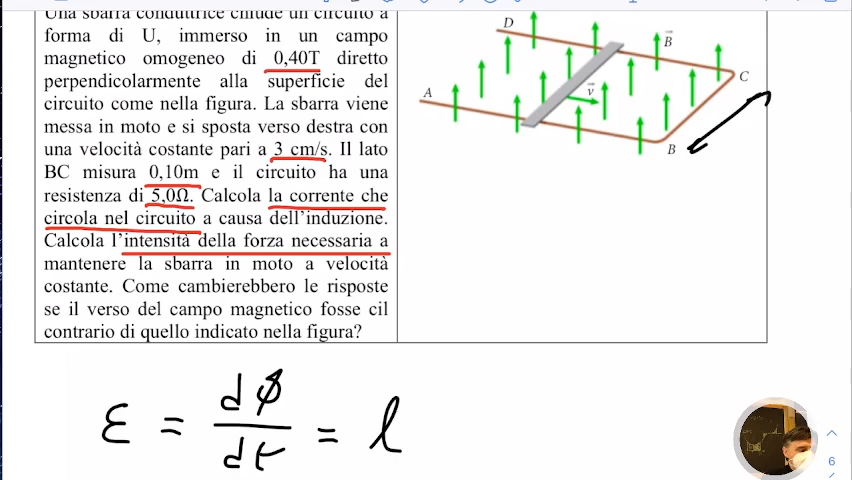 Una sbarra conduttrice chiude un circuito a
forma di U, immerso in un campo
magnetico omogeneo di 0,40T diretto
perpendicolarmente alla superficie del
circuito come nella figura. La sbarra viene
messa in moto e si sposta verso destra con
una velocità costante pari a 3 cm/s. Il lato
BC misura 0,10m e il circuito ha una
resistenza di 5,0Ω. Calcola la corrente che
circola nel circuito a causa dell'induzione.
Calcola l'intensità della forza necessaria a
mantenere la sbarra in moto a velocità
costante. Come cambierebbero le risposte
se il verso del campo magnetico fosse cil
contrario di quello indicato nella figura?
D
B⃗
C
A
v⃗
B
ε = dϕ/dt = l
6